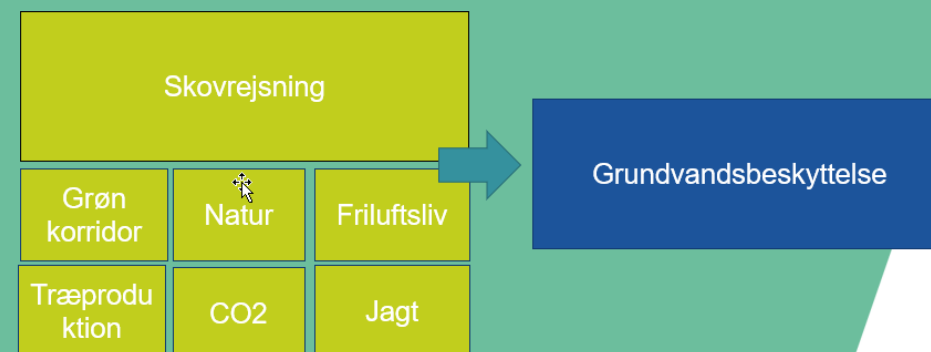 Skovrejsning
Grundvandsbeskyttelse
Grøn
korridor
Natur
Friluftsliv
Træprodu
ktion
CO2
Jagt